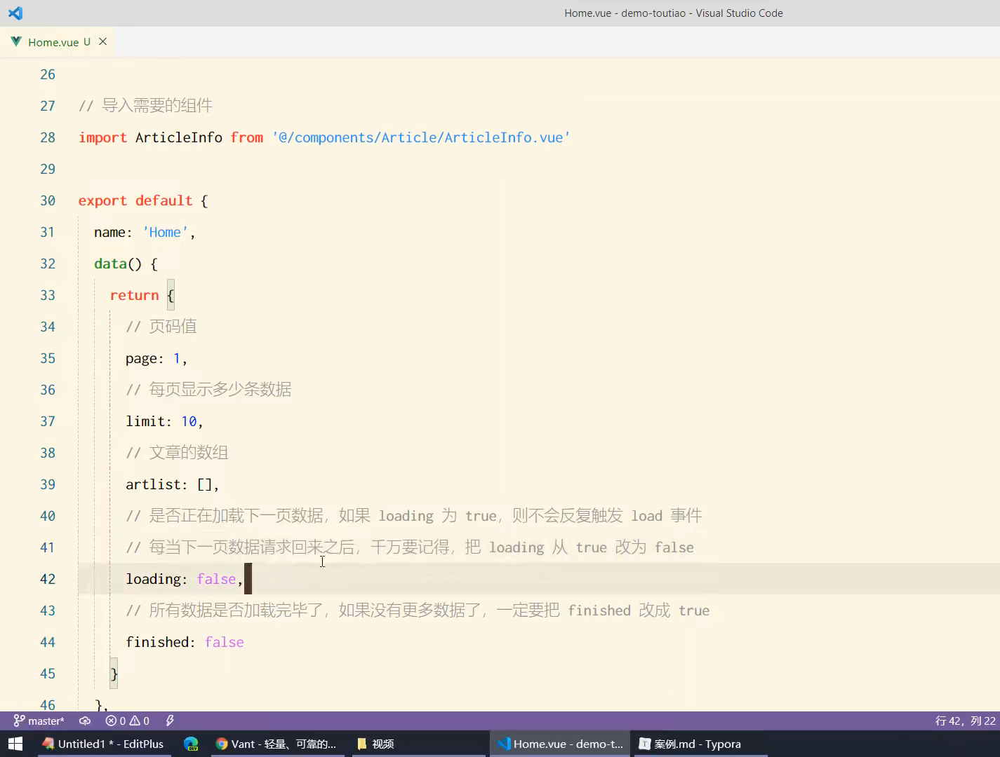 Home.vue - demo-toutiao - Visual Studio Code
Home.vue U
26
27 // 导入需要的组件
28 import ArticleInfo from '@/components/Article/ArticleInfo.vue'
29
30 export default {
31 name: 'Home',
32 data() {
33 return {
34 // 页码值
35 page: 1,
36 // 每页显示多少条数据
37 limit: 10,
38 // 文章的数组
39 artlist: [],
40 // 是否正在加载下一页数据，如果 loading 为 true，则不会反复触发 load 事件
41 // 每当下一页数据请求回来之后，千万要记得，把 loading 从 true 改为 false
42 loading: false,
43 // 所有数据是否加载完毕了，如果没有更多数据了，一定要把 finished 改成 true
44 finished: false
45 }
46 },
master* 0 0 行 42，列 22
Untitled1 * - EditPlus DEV Vant - 轻量、可靠的... 视频 Home.vue - demo-t... 案例.md - Typora